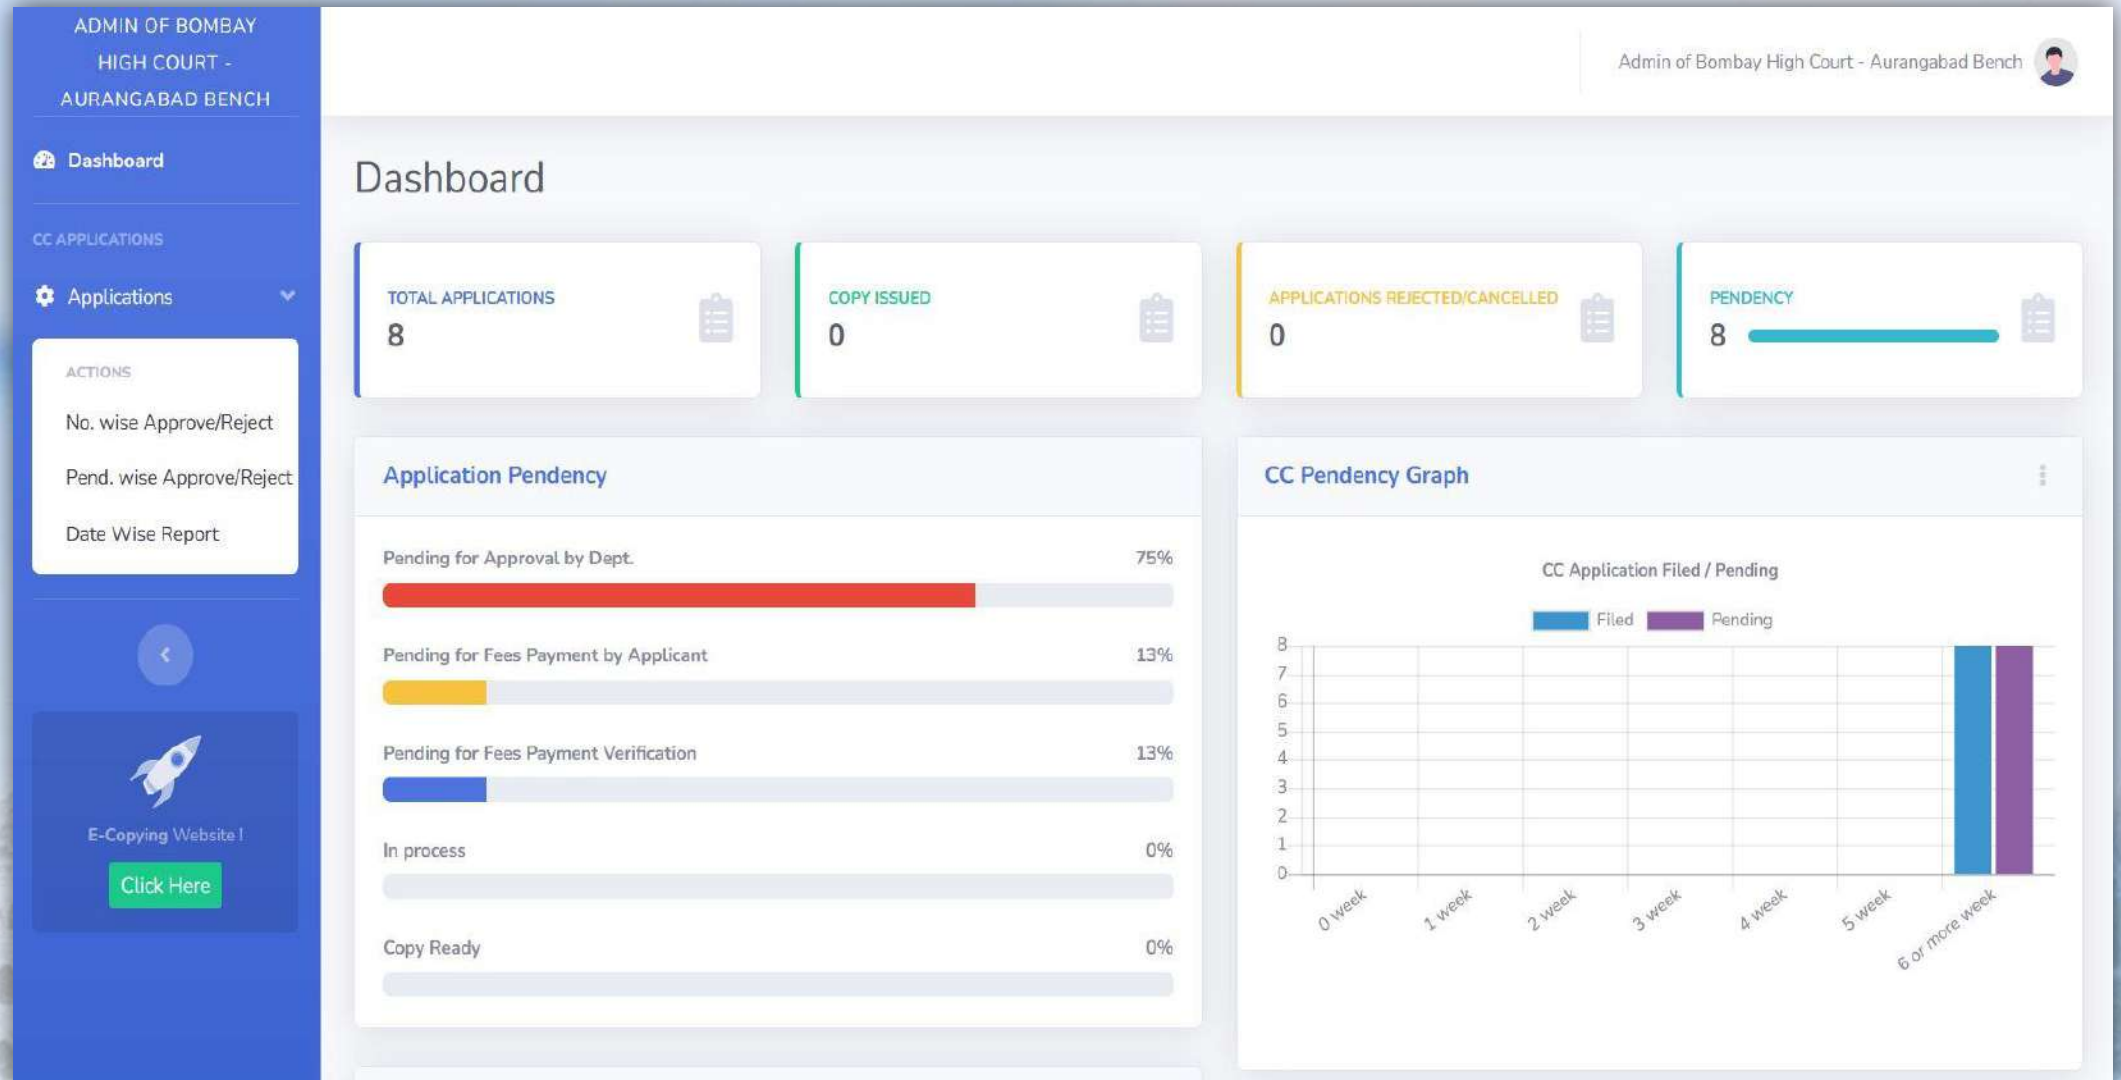 ADMIN OF BOMBAY
HIGH COURT -
AURANGABAD BENCH
Dashboard
CC APPLICATIONS
Applications
ACTIONS
No. wise Approve/Reject
Pend. wise Approve/Reject
Date Wise Report
E-Copying Website !
Click Here
Admin of Bombay High Court - Aurangabad Bench
Dashboard
TOTAL APPLICATIONS
8
COPY ISSUED
0
APPLICATIONS REJECTED/CANCELLED
0
PENDENCY
8
Application Pendency
Pending for Approval by Dept. 75%
Pending for Fees Payment by Applicant 13%
Pending for Fees Payment Verification 13%
In process 0%
Copy Ready 0%
CC Pendency Graph
CC Application Filed / Pending
Filed Pending
8
7
6
5
4
3
2
1
0
0 week 1 week 2 week 3 week 4 week 5 week 6 or more week